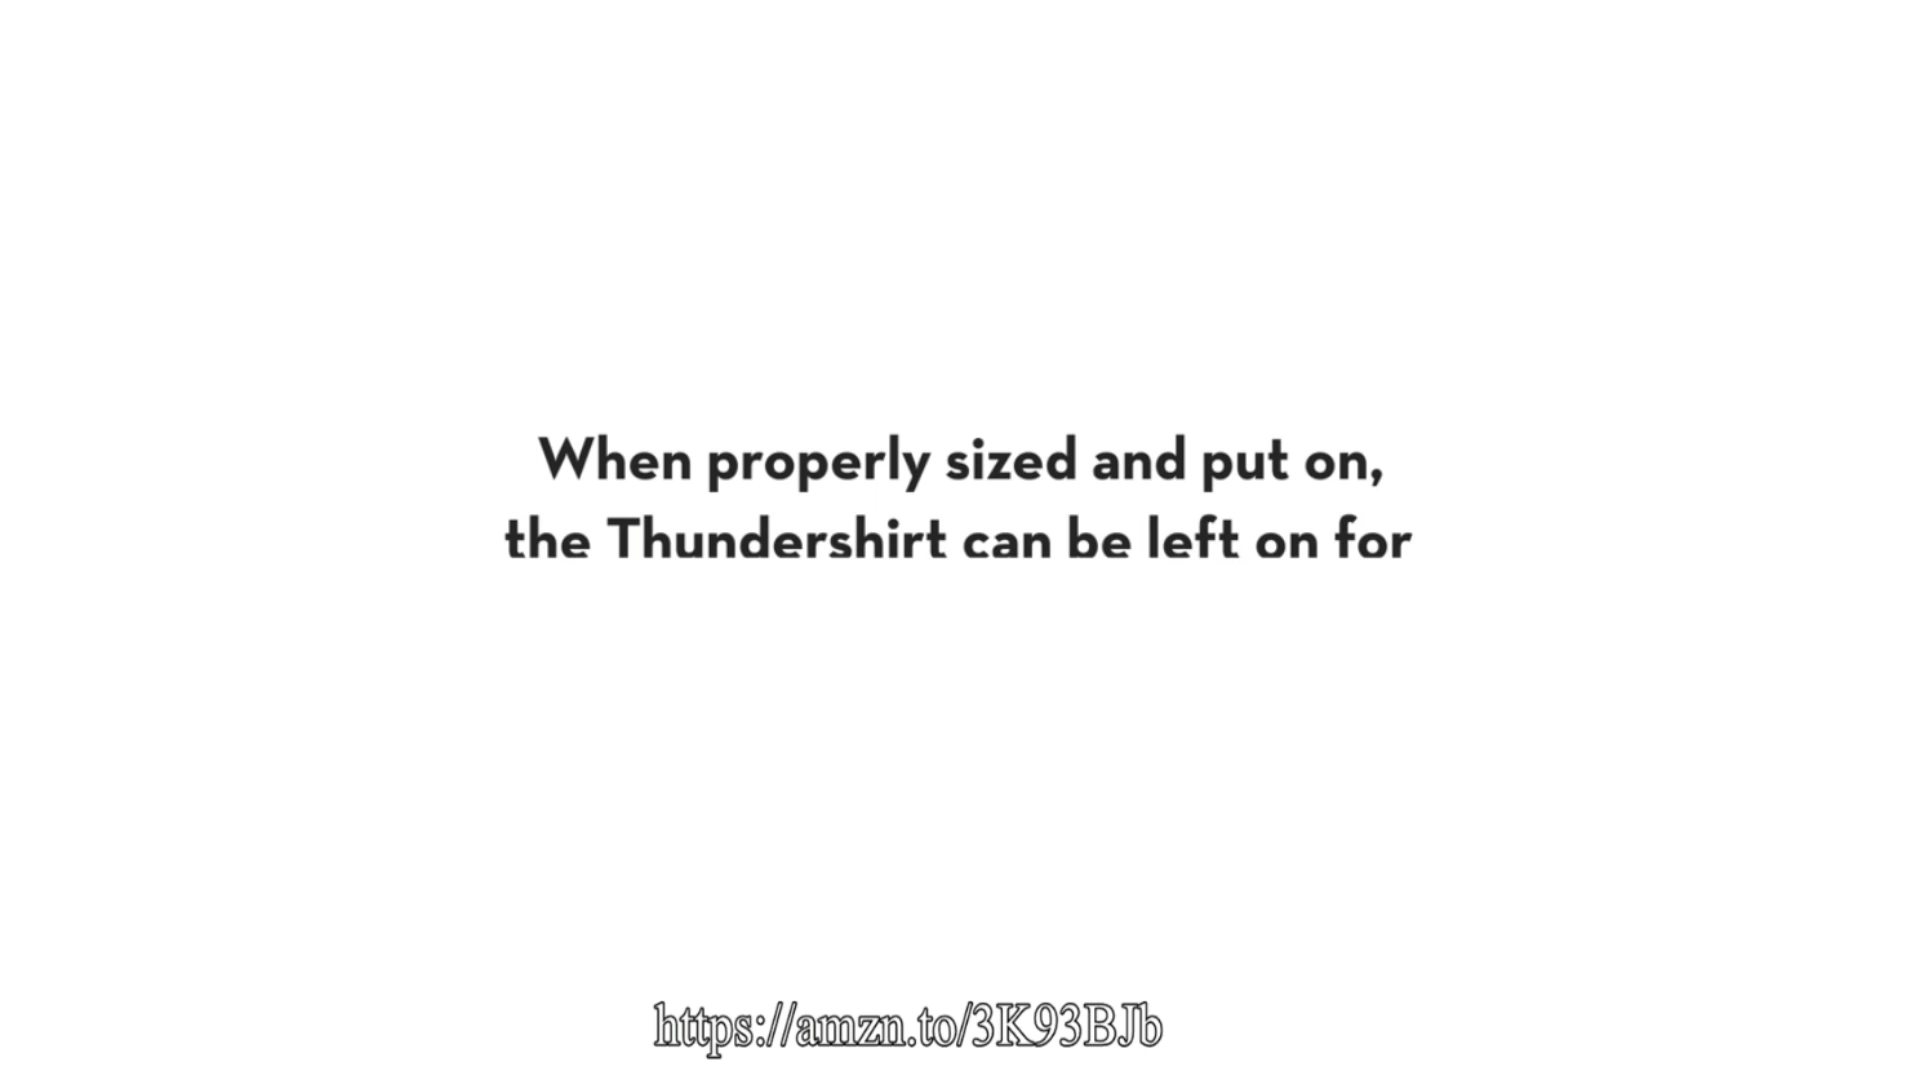 When properly sized and put on,
the Thundershirt can be left on for
https://amzn.to/3K93BJb